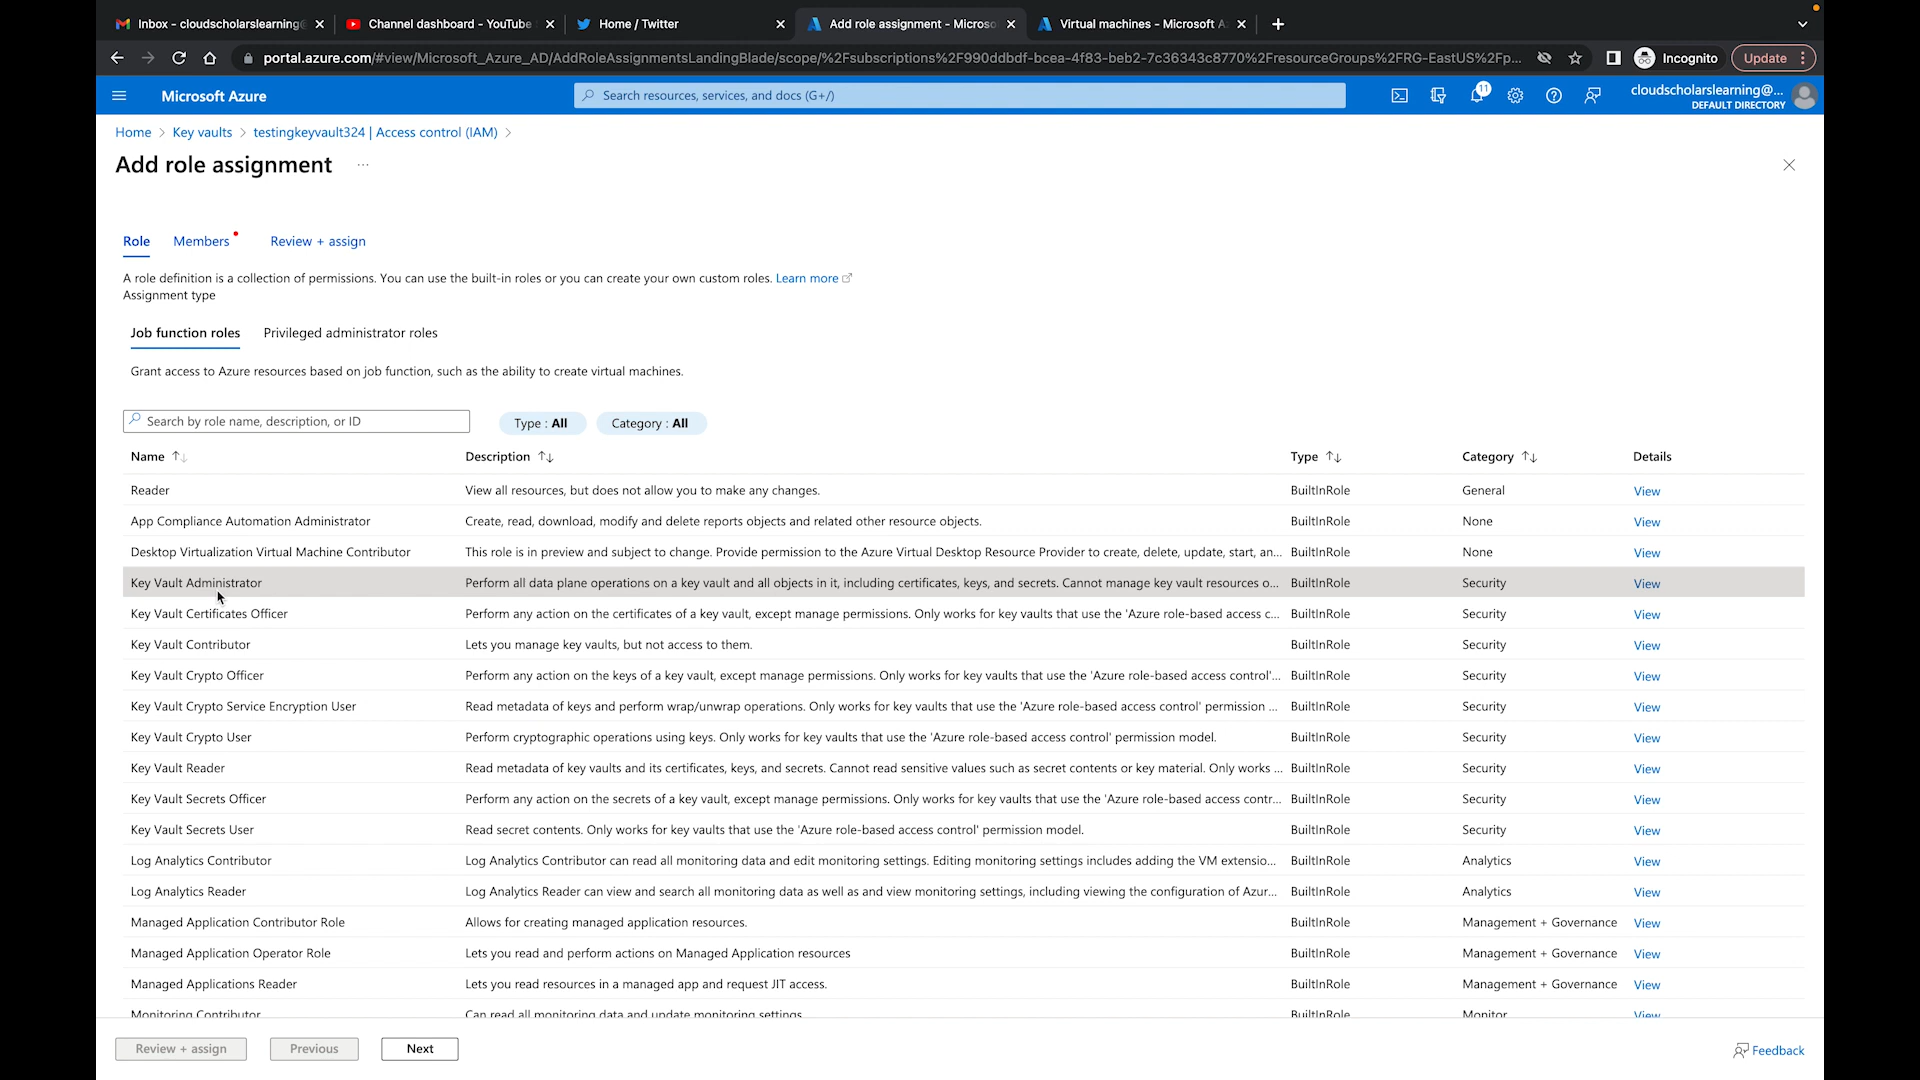 Inbox - cloudscholarslearning
Channel dashboard - YouTube
Home / Twitter
Add role assignment - Microso
Virtual machines - Microsoft A
portal.azure.com/#view/Microsoft_Azure_AD/AddRoleAssignmentsLandingBlade/scope/%2Fsubscriptions%2F990ddbdf-bcea-4f83-beb2-7c36343c8770%2FresourceGroups%2FRG-EastUS%2Fp...
Incognito
Update
Microsoft Azure
Search resources, services, and docs (G+/)
11
cloudscholarslearning@...
DEFAULT DIRECTORY
Home > Key vaults > testingkeyvault324 | Access control (IAM) >
Add role assignment ...
Role Members Review + assign
A role definition is a collection of permissions. You can use the built-in roles or you can create your own custom roles. Learn more
Assignment type
Job function roles Privileged administrator roles
Grant access to Azure resources based on job function, such as the ability to create virtual machines.
Search by role name, description, or ID Type : All Category : All
Name ↑↓ Description ↑↓ Type ↑↓ Category ↑↓ Details
Reader View all resources, but does not allow you to make any changes. BuiltInRole General View
App Compliance Automation Administrator Create, read, download, modify and delete reports objects and related other resource objects. BuiltInRole None View
Desktop Virtualization Virtual Machine Contributor This role is in preview and subject to change. Provide permission to the Azure Virtual Desktop Resource Provider to create, delete, update, start, an... BuiltInRole None View
Key Vault Administrator Perform all data plane operations on a key vault and all objects in it, including certificates, keys, and secrets. Cannot manage key vault resources o... BuiltInRole Security View
Key Vault Certificates Officer Perform any action on the certificates of a key vault, except manage permissions. Only works for key vaults that use the 'Azure role-based access c... BuiltInRole Security View
Key Vault Contributor Lets you manage key vaults, but not access to them. BuiltInRole Security View
Key Vault Crypto Officer Perform any action on the keys of a key vault, except manage permissions. Only works for key vaults that use the 'Azure role-based access control'... BuiltInRole Security View
Key Vault Crypto Service Encryption User Read metadata of keys and perform wrap/unwrap operations. Only works for key vaults that use the 'Azure role-based access control' permission ... BuiltInRole Security View
Key Vault Crypto User Perform cryptographic operations using keys. Only works for key vaults that use the 'Azure role-based access control' permission model. BuiltInRole Security View
Key Vault Reader Read metadata of key vaults and its certificates, keys, and secrets. Cannot read sensitive values such as secret contents or key material. Only works ... BuiltInRole Security View
Key Vault Secrets Officer Perform any action on the secrets of a key vault, except manage permissions. Only works for key vaults that use the 'Azure role-based access contr... BuiltInRole Security View
Key Vault Secrets User Read secret contents. Only works for key vaults that use the 'Azure role-based access control' permission model. BuiltInRole Security View
Log Analytics Contributor Log Analytics Contributor can read all monitoring data and edit monitoring settings. Editing monitoring settings includes adding the VM extensio... BuiltInRole Analytics View
Log Analytics Reader Log Analytics Reader can view and search all monitoring data as well as and view monitoring settings, including viewing the configuration of Azur... BuiltInRole Analytics View
Managed Application Contributor Role Allows for creating managed application resources. BuiltInRole Management + Governance View
Managed Application Operator Role Lets you read and perform actions on Managed Application resources BuiltInRole Management + Governance View
Managed Applications Reader Lets you read resources in a managed app and request JIT access. BuiltInRole Management + Governance View
Monitoring Contributor Can read all monitoring data and update monitoring settings. BuiltInRole Monitor View
Review + assign Previous Next Feedback